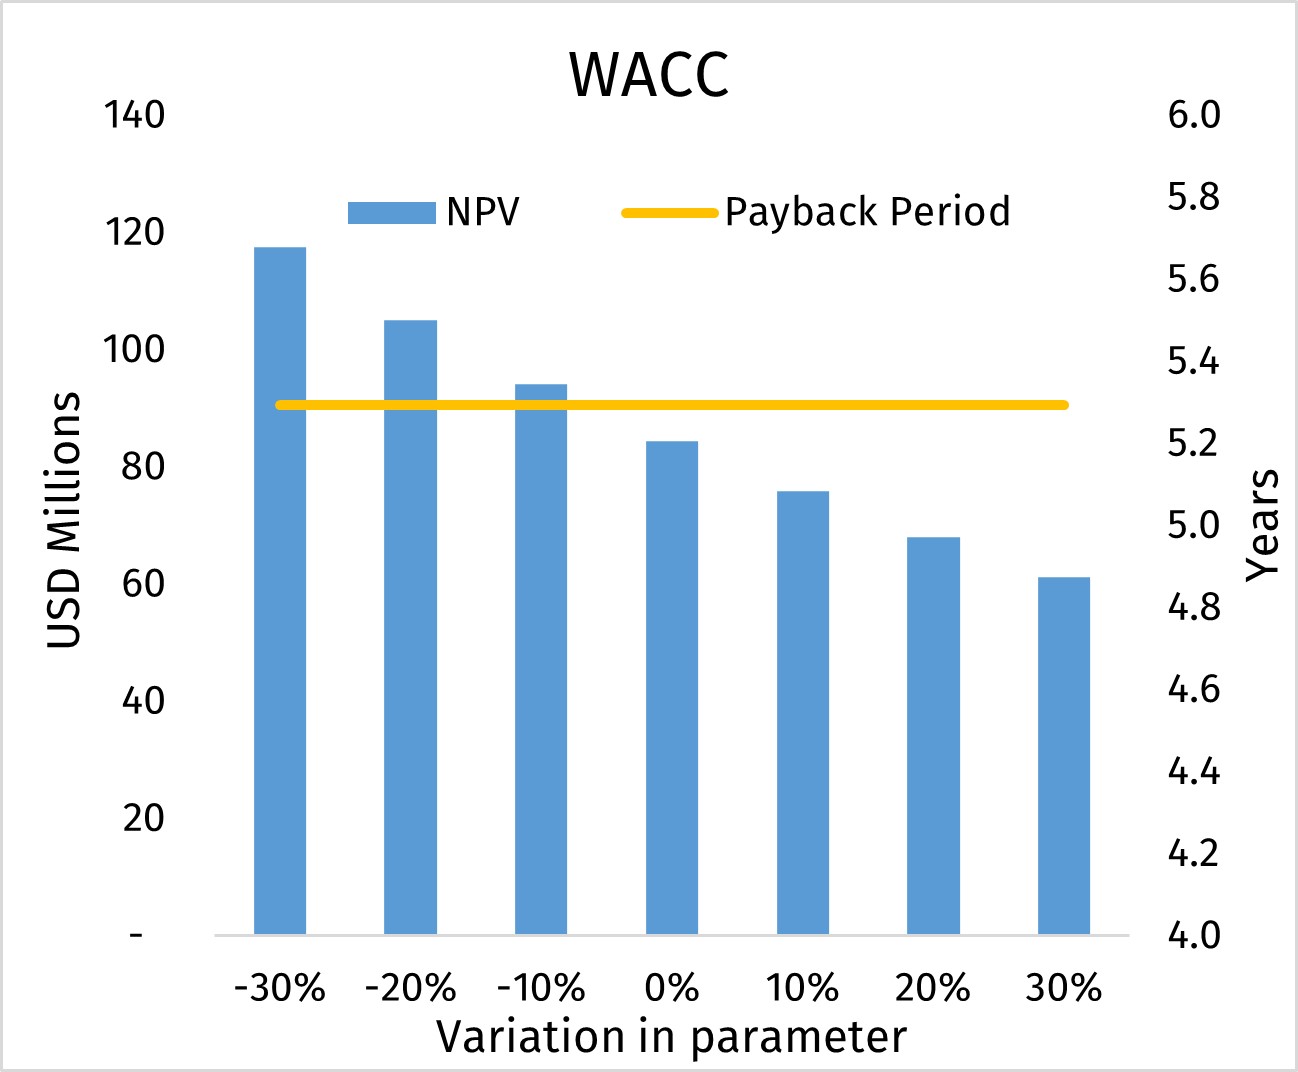 WACC
140
120
100
80
60
40
20
-
USD Millions
NPV
Payback Period
6.0
5.8
5.6
5.4
5.2
5.0
4.8
4.6
4.4
4.2
4.0
Years
-30% -20% -10% 0% 10% 20% 30%
Variation in parameter